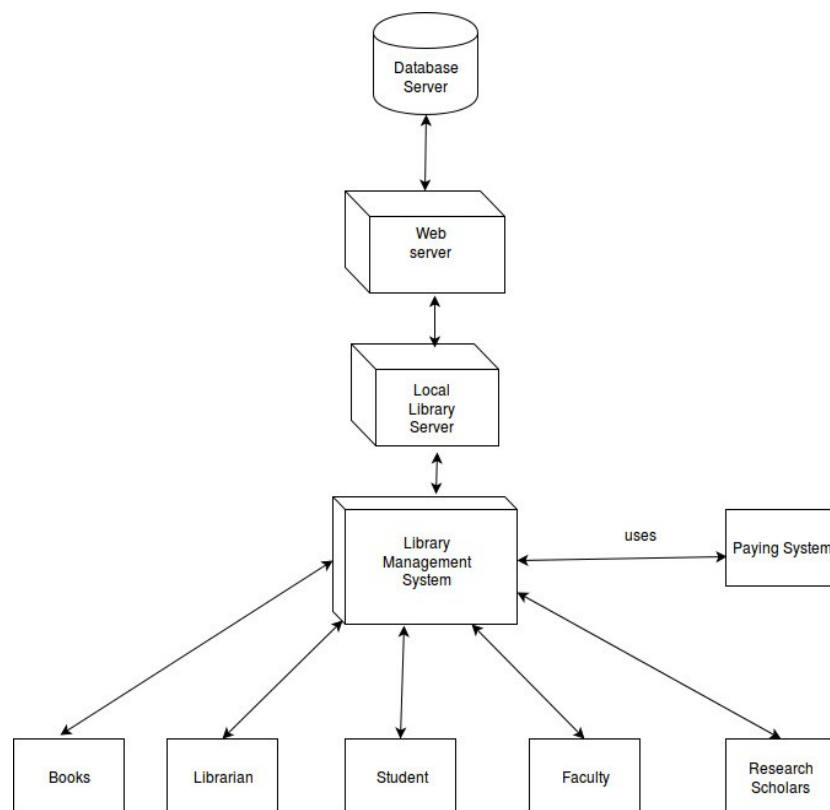 Database
Server
Web
server
Local
Library
Server
Library
Management
System
uses
Paying System
Books
Librarian
Student
Faculty
Research
Scholars